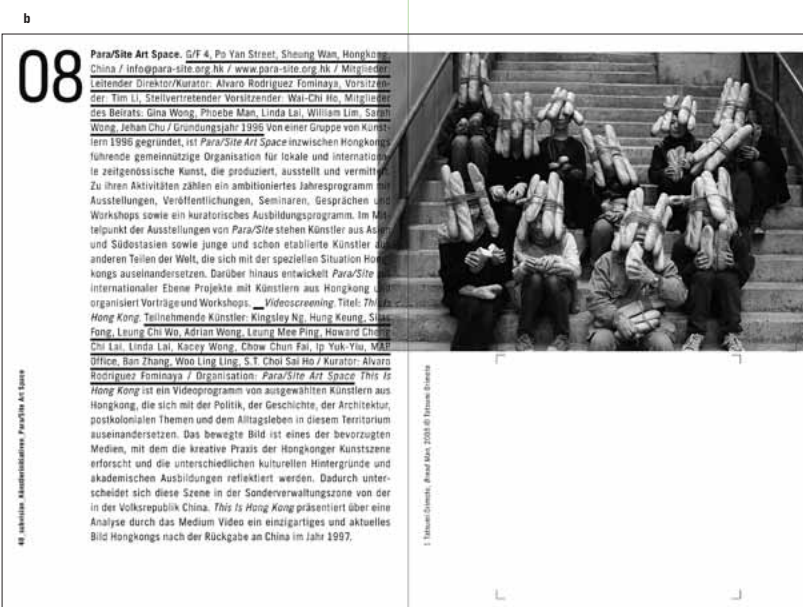 b
08
Para/Site Art Space. G/F 4, Po Yan Street, Sheung Wan, Hongkong,
China / info@para-site.org.hk / www.para-site.org.hk / Mitglieder:
Leitender Direktor/Kurator: Alvaro Rodriguez Fominaya, Vorsitzen-
der: Tim Li, Stellvertretender Vorsitzender: Wai-Chi Ho, Mitglieder
des Beirats: Gina Wong, Phoebe Man, Linda Lai, William Lim, Sarah
Wong, Jehan Chu / Gründungsjahr 1996 Von einer Gruppe von Künst-
lern 1996 gegründet, ist Para/Site Art Space inzwischen Hongkongs
führende gemeinnützige Organisation für lokale und internationa-
le zeitgenössische Kunst, die produziert, ausstellt und vermittelt.
Zu ihren Aktivitäten zählen ein ambitioniertes Jahresprogramm mit
Ausstellungen, Veröffentlichungen, Seminaren, Gesprächen und
Workshops sowie ein kuratorisches Ausbildungsprogramm. Im Mit-
telpunkt der Ausstellungen von Para/Site stehen Künstler aus Asien
und Südostasien sowie junge und schon etablierte Künstler aus
anderen Teilen der Welt, die sich mit der speziellen Situation Hong-
kongs auseinandersetzen. Darüber hinaus entwickelt Para/Site auf
internationaler Ebene Projekte mit Künstlern aus Hongkong und
organisiert Vorträge und Workshops. __Videoscreening. Titel: This Is
Hong Kong. Teilnehmende Künstler: Kingsley Ng, Hung Keung, Silas
Fong, Leung Chi Wo, Adrian Wong, Leung Mee Ping, Howard Cheng
Chi Lai, Linda Lai, Kacey Wong, Chow Chun Fai, Ip Yuk-Yiu, MAP
Office, Ban Zhang, Woo Ling Ling, S.T. Choi Sai Ho / Kurator: Alvaro
Rodriguez Fominaya / Organisation: Para/Site Art Space This Is
Hong Kong ist ein Videoprogramm von ausgewählten Künstlern aus
Hongkong, die sich mit der Politik, der Geschichte, der Architektur,
postkolonialen Themen und dem Alltagsleben in diesem Territorium
auseinandersetzen. Das bewegte Bild ist eines der bevorzugten
Medien, mit dem die kreative Praxis der Hongkonger Kunstszene
erforscht und die unterschiedlichen kulturellen Hintergründe und
akademischen Ausbildungen reflektiert werden. Dadurch unter-
scheidet sich diese Szene in der Sonderverwaltungszone von der
in der Volksrepublik China. This Is Hong Kong präsentiert über eine
Analyse durch das Medium Video ein einzigartiges und aktuelles
Bild Hongkongs nach der Rückgabe an China im Jahr 1997.
48_subvision_Künstlerinitiativen_Para/Site Art Space
1 Tatsumi Orimoto, Bread Man, © Tatsumi Orimoto